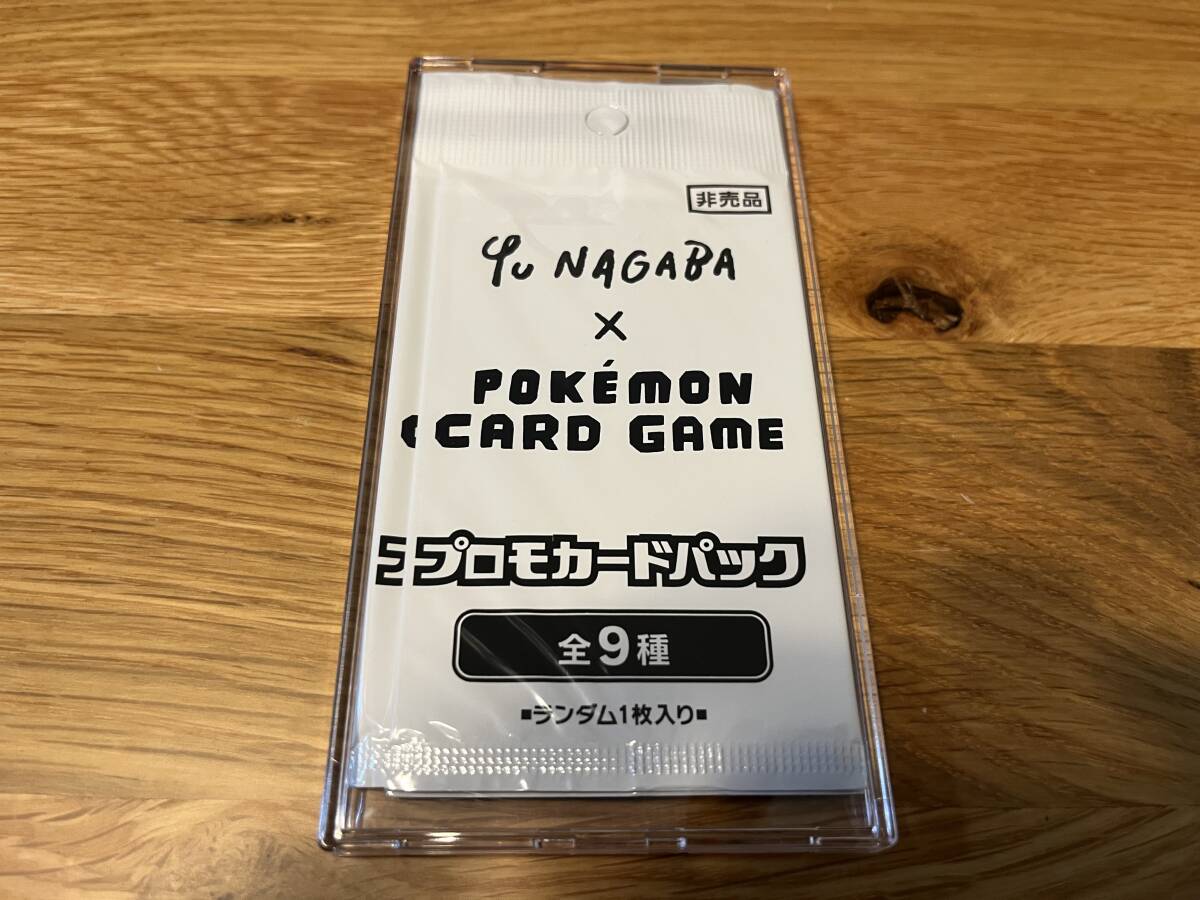 非売品
Yu NAGABA
×
POKÉMON
CARD GAME
プロモカードパック
全9種
■ランダム1枚入り■